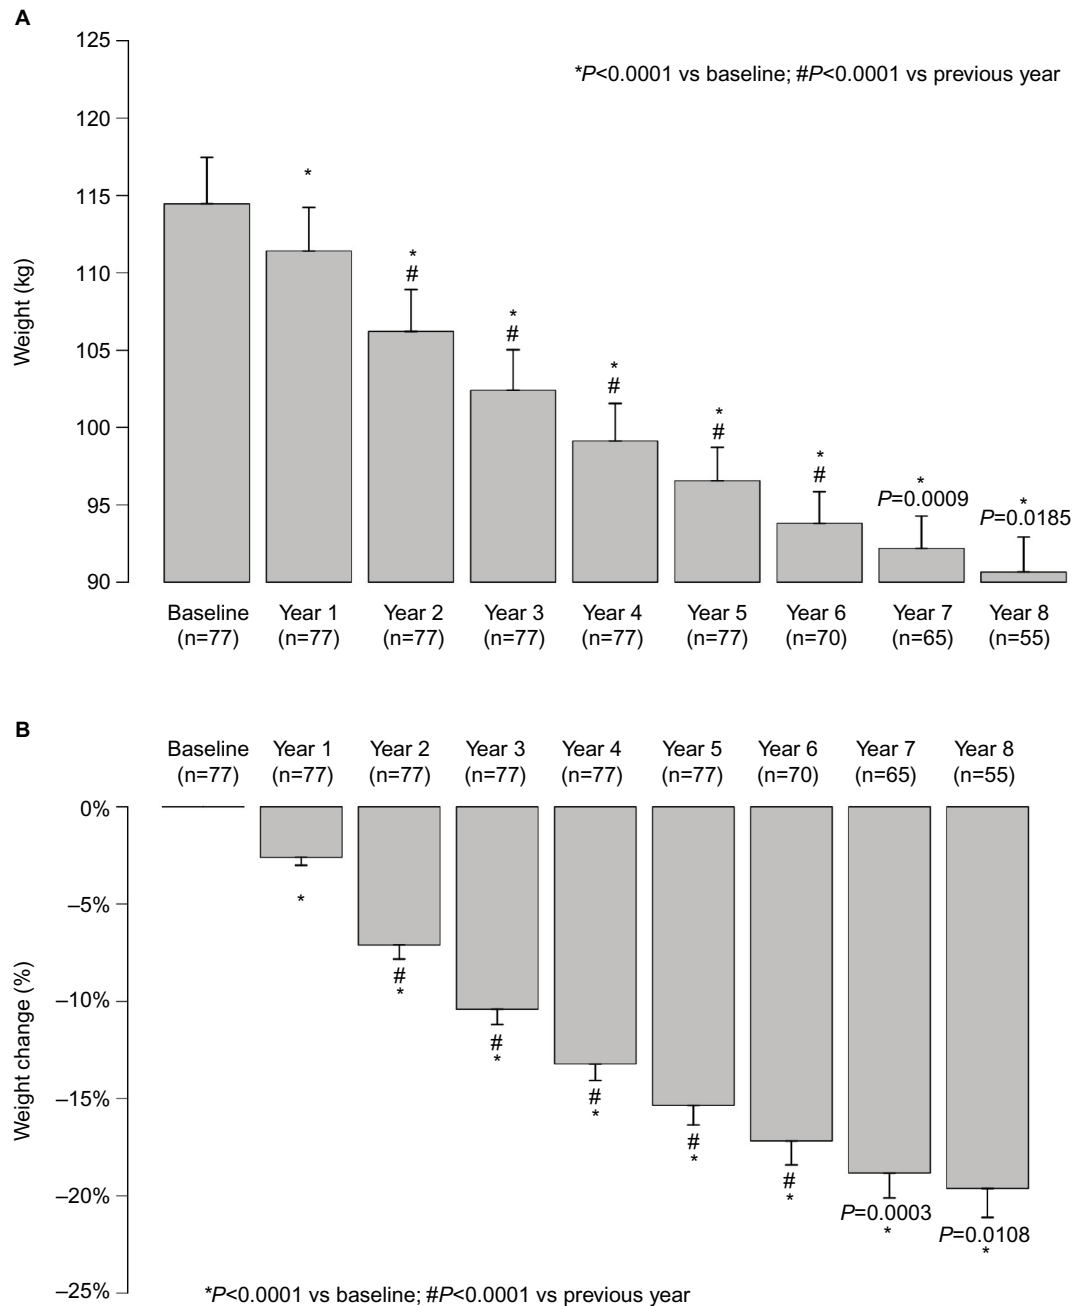 A
125
*P<0.0001 vs baseline; #P<0.0001 vs previous year
120
115
*
110
*
#
*
#
105
*
#
100
*
#
*
#
95
*
P=0.0009
*
P=0.0185
90
Weight (kg)
Baseline Year 1 Year 2 Year 3 Year 4 Year 5 Year 6 Year 7 Year 8
(n=77) (n=77) (n=77) (n=77) (n=77) (n=77) (n=70) (n=65) (n=55)
B
Baseline Year 1 Year 2 Year 3 Year 4 Year 5 Year 6 Year 7 Year 8
(n=77) (n=77) (n=77) (n=77) (n=77) (n=77) (n=70) (n=65) (n=55)
0%
–5%
*
#
*
–10%
#
*
–15%
#
*
#
*
–20%
#
*
P=0.0003
*
P=0.0108
*
–25%
Weight change (%)
*P<0.0001 vs baseline; #P<0.0001 vs previous year